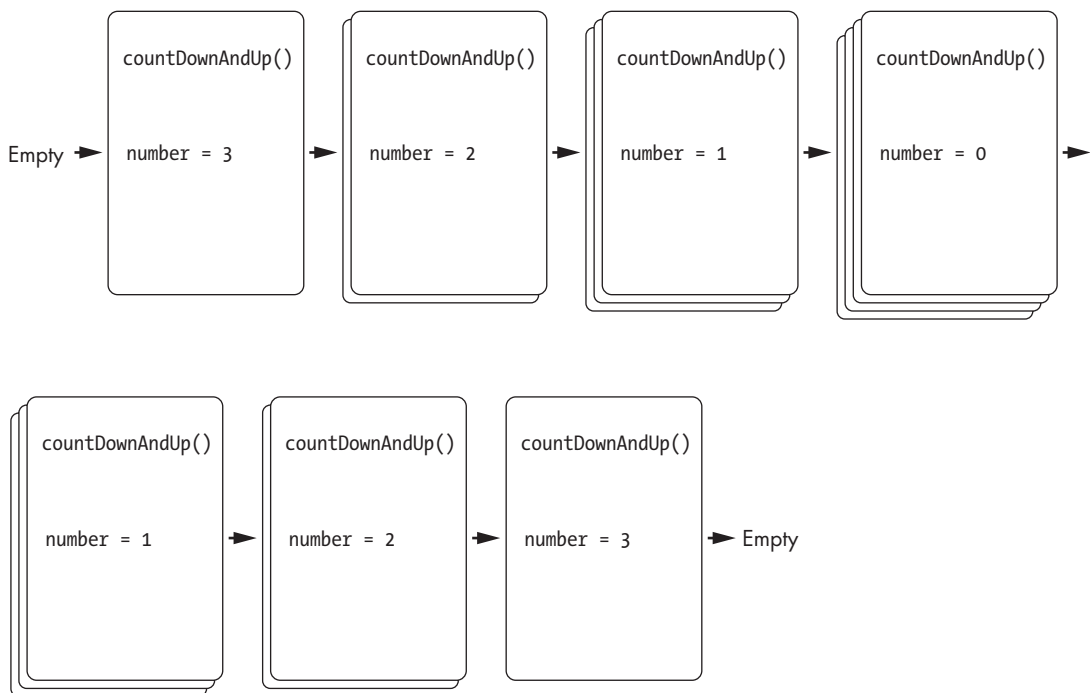 countDownAndUp() countDownAndUp() countDownAndUp() countDownAndUp()
Empty number = 3 number = 2 number = 1 number = 0
countDownAndUp() countDownAndUp() countDownAndUp()
number = 1 number = 2 number = 3 Empty